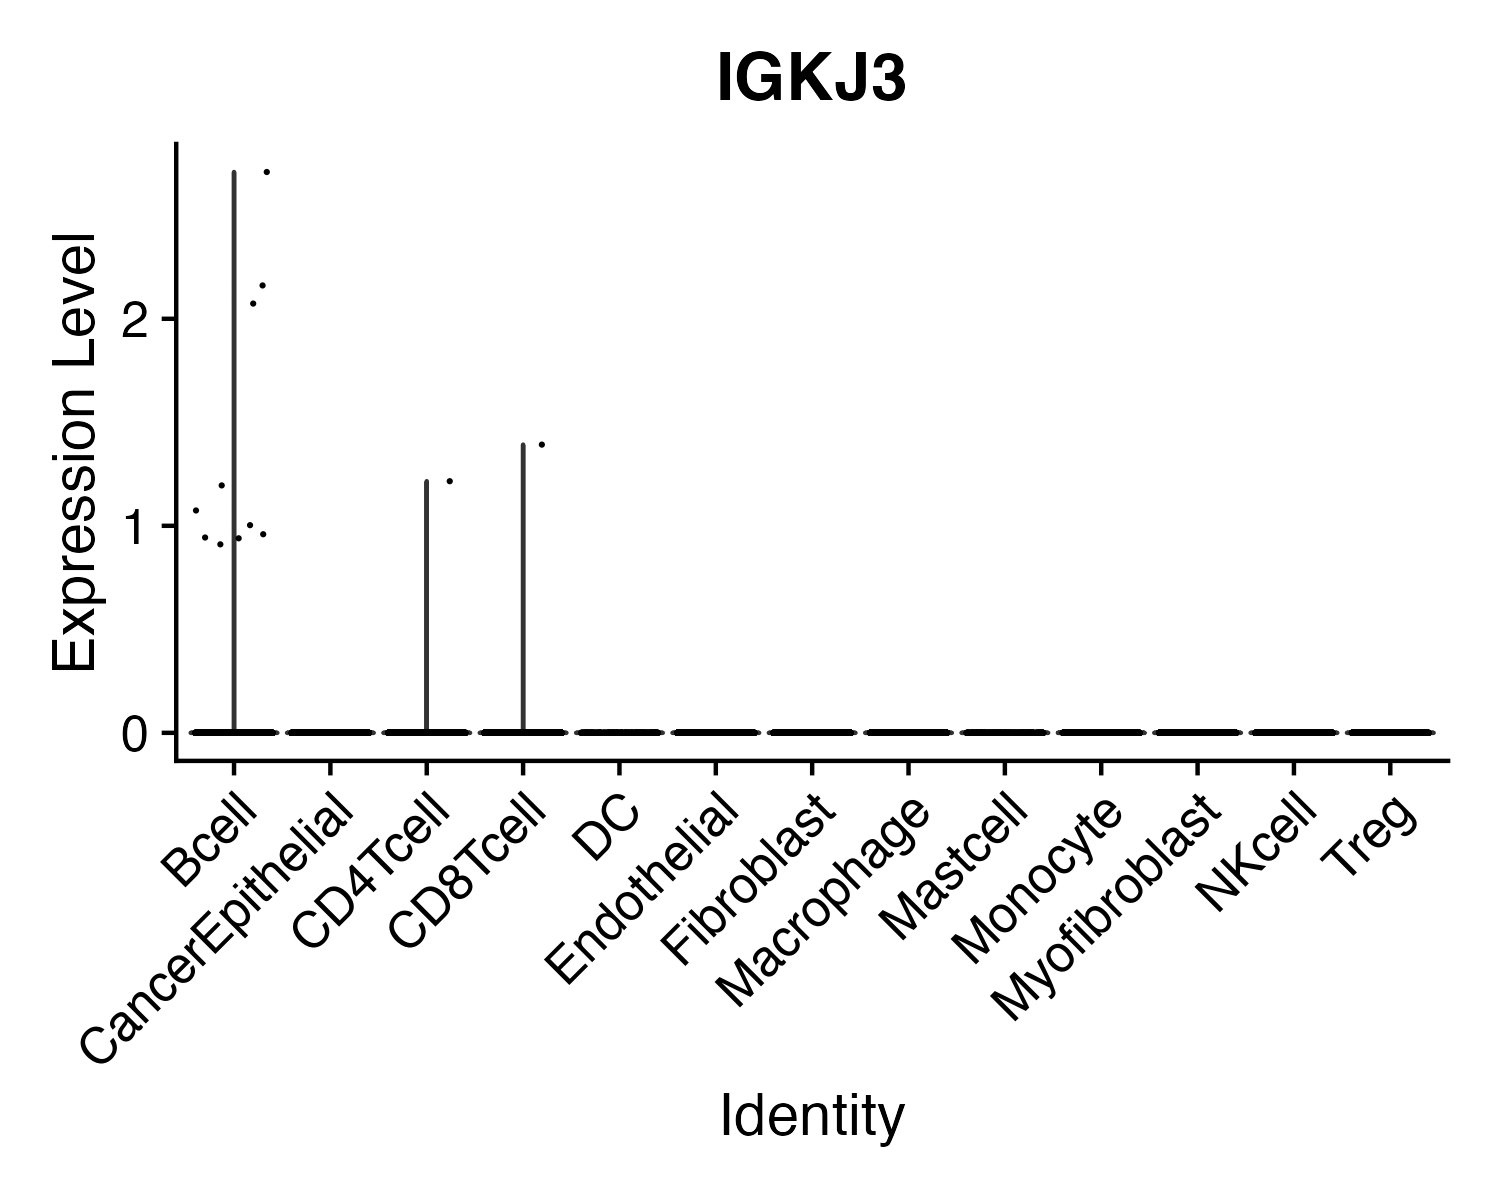 IGKJ3
Expression Level
2
1
0
Bcell
CancerEpithelial
CD4Tcell
CD8Tcell
DC
Endothelial
Fibroblast
Macrophage
Mastcell
Monocyte
Myofibroblast
NKcell
Treg
Identity